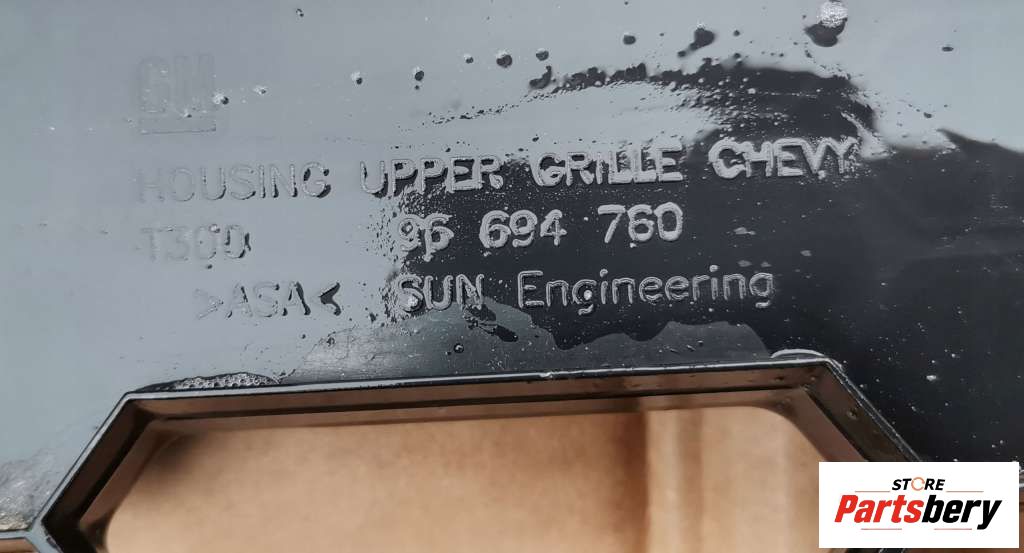 GM
HOUSING UPPER GRILLE CHEVY
T300 96 694 760
>ASA< SUN Engineering
STORE
Partsbery